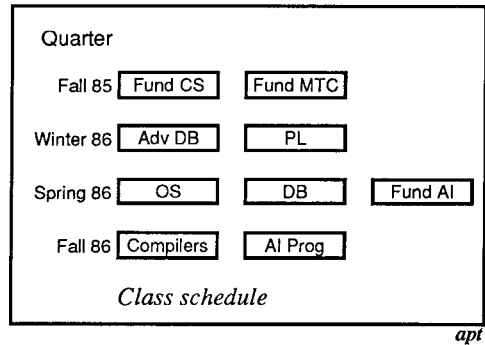 Quarter
Fall 85 Fund CS Fund MTC
Winter 86 Adv DB PL
Spring 86 OS DB Fund AI
Fall 86 Compilers AI Prog
Class schedule
apt